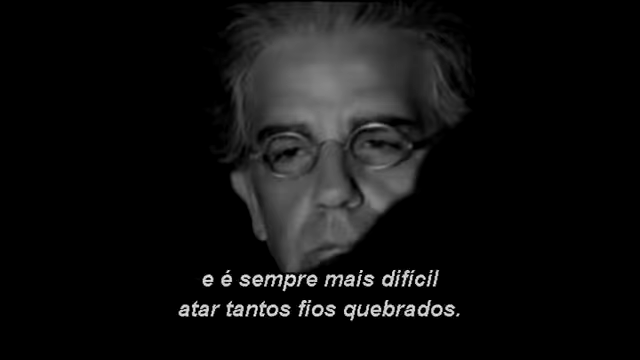 e é sempre mais difícil
atar tantos fios quebrados.